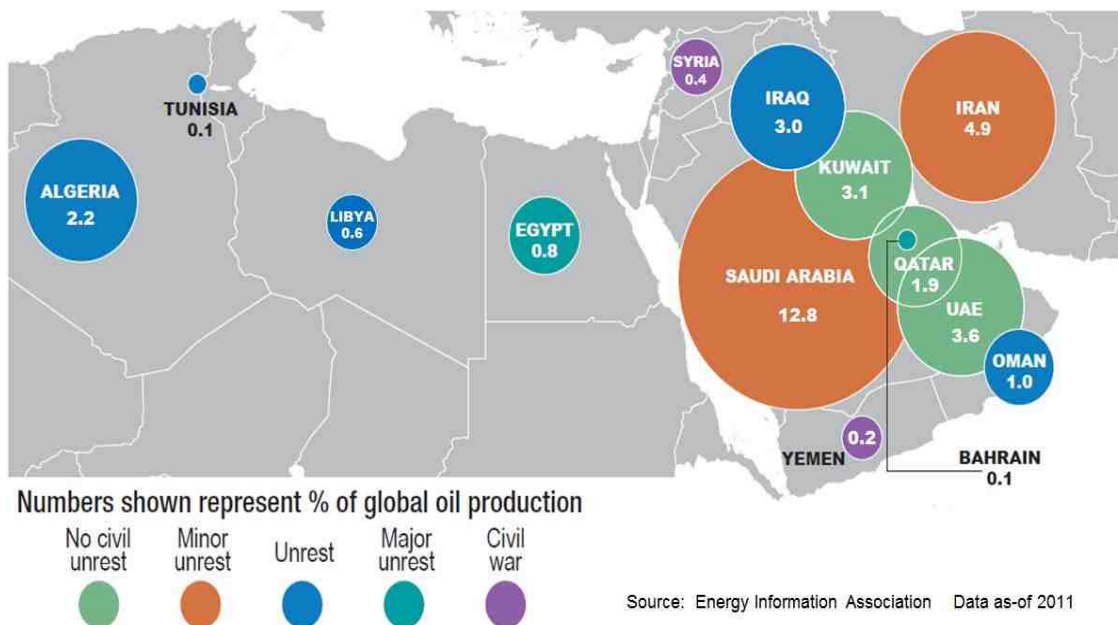 TUNISIA
0.1
ALGERIA
2.2
LIBYA
0.6
EGYPT
0.8
SYRIA
0.4
IRAQ
3.0
IRAN
4.9
KUWAIT
3.1
SAUDI ARABIA
12.8
QATAR
1.9
UAE
3.6
OMAN
1.0
YEMEN
0.2
BAHRAIN
0.1
Numbers shown represent % of global oil production
No civil
unrest
Minor
unrest
Unrest
Major
unrest
Civil
war
Source: Energy Information Association Data as-of 2011